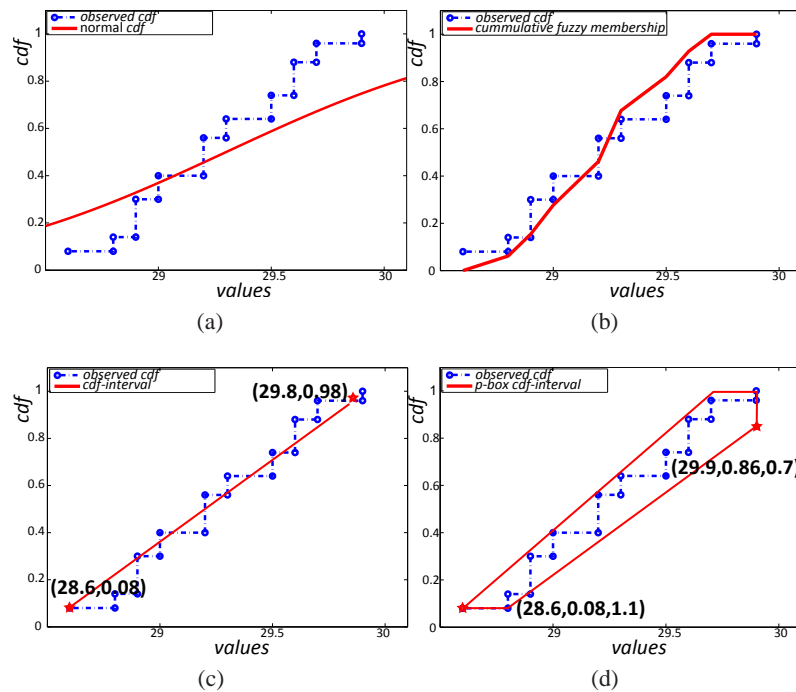 observed cdf
normal cdf
cdf
1
0.8
0.6
0.4
0.2
0
29
29.5
30
values
(a)
observed cdf
cummulative fuzzy membership
cdf
1
0.8
0.6
0.4
0.2
0
29
29.5
30
values
(b)
observed cdf
cdf-interval
cdf
(29.8,0.98)
(28.6,0.08)
1
0.8
0.6
0.4
0.2
0
29
29.5
30
values
(c)
observed cdf
p-box cdf-interval
cdf
(29.9,0.86,0.7)
(28.6,0.08,1.1)
1
0.8
0.6
0.4
0.2
0
29
29.5
30
values
(d)